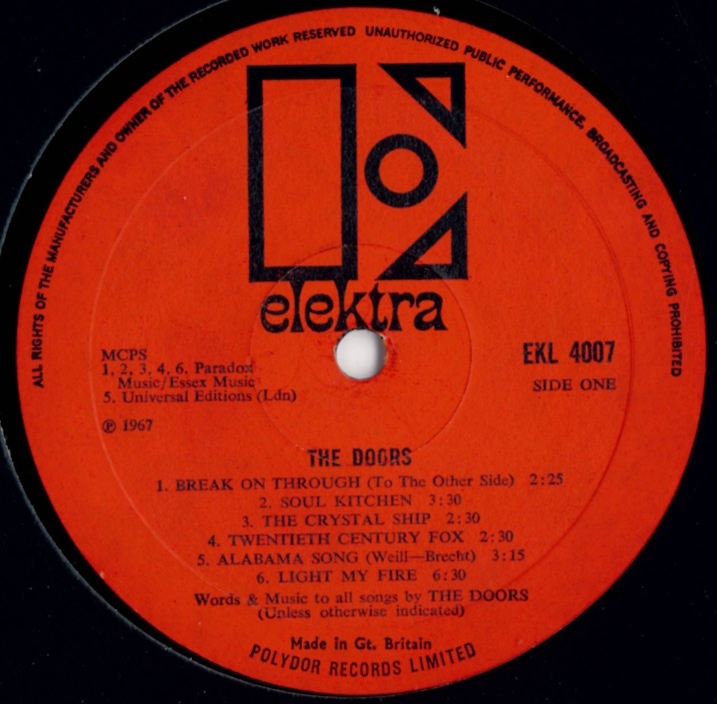 ALL RIGHTS OF THE MANUFACTURERS AND OWNER OF THE RECORDED WORK RESERVED UNAUTHORIZED PUBLIC PERFORMANCE, BROADCASTING AND COPYING PROHIBITED
elektra
MCPS
1, 2, 3, 4, 6, Paradox
Music/Essex Music
5. Universal Editions (Ldn)
℗ 1967
EKL 4007
SIDE ONE
THE DOORS
1. BREAK ON THROUGH (To The Other Side) 2:25
2. SOUL KITCHEN 3:30
3. THE CRYSTAL SHIP 2:30
4. TWENTIETH CENTURY FOX 2:30
5. ALABAMA SONG (Weill—Brecht) 3:15
6. LIGHT MY FIRE 6:30
Words & Music to all songs by THE DOORS
(Unless otherwise indicated)
Made in Gt. Britain
POLYDOR RECORDS LIMITED